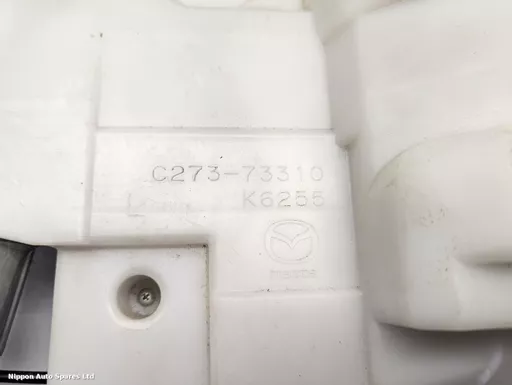 C273-73310
K6255
mazda
Nippon Auto Spares Ltd